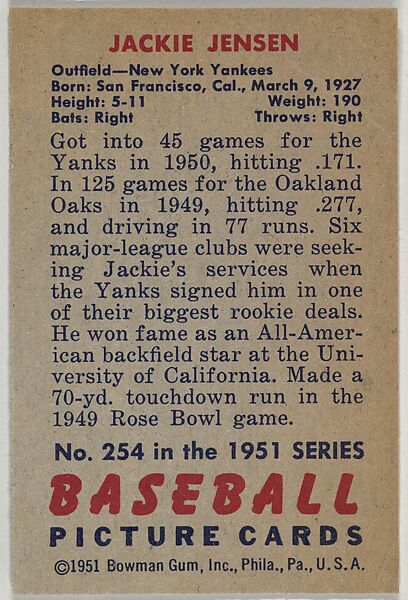 JACKIE JENSEN
Outfield—New York Yankees
Born: San Francisco, Cal., March 9, 1927
Height: 5-11 Weight: 190
Bats: Right Throws: Right
Got into 45 games for the
Yanks in 1950, hitting .171.
In 125 games for the Oakland
Oaks in 1949, hitting .277,
and driving in 77 runs. Six
major-league clubs were seek-
ing Jackie's services when
the Yanks signed him in one
of their biggest rookie deals.
He won fame as an All-Amer-
ican backfield star at the Uni-
versity of California. Made a
70-yd. touchdown run in the
1949 Rose Bowl game.
No. 254 in the 1951 SERIES
BASEBALL
PICTURE CARDS
©1951 Bowman Gum, Inc., Phila., Pa., U.S.A.